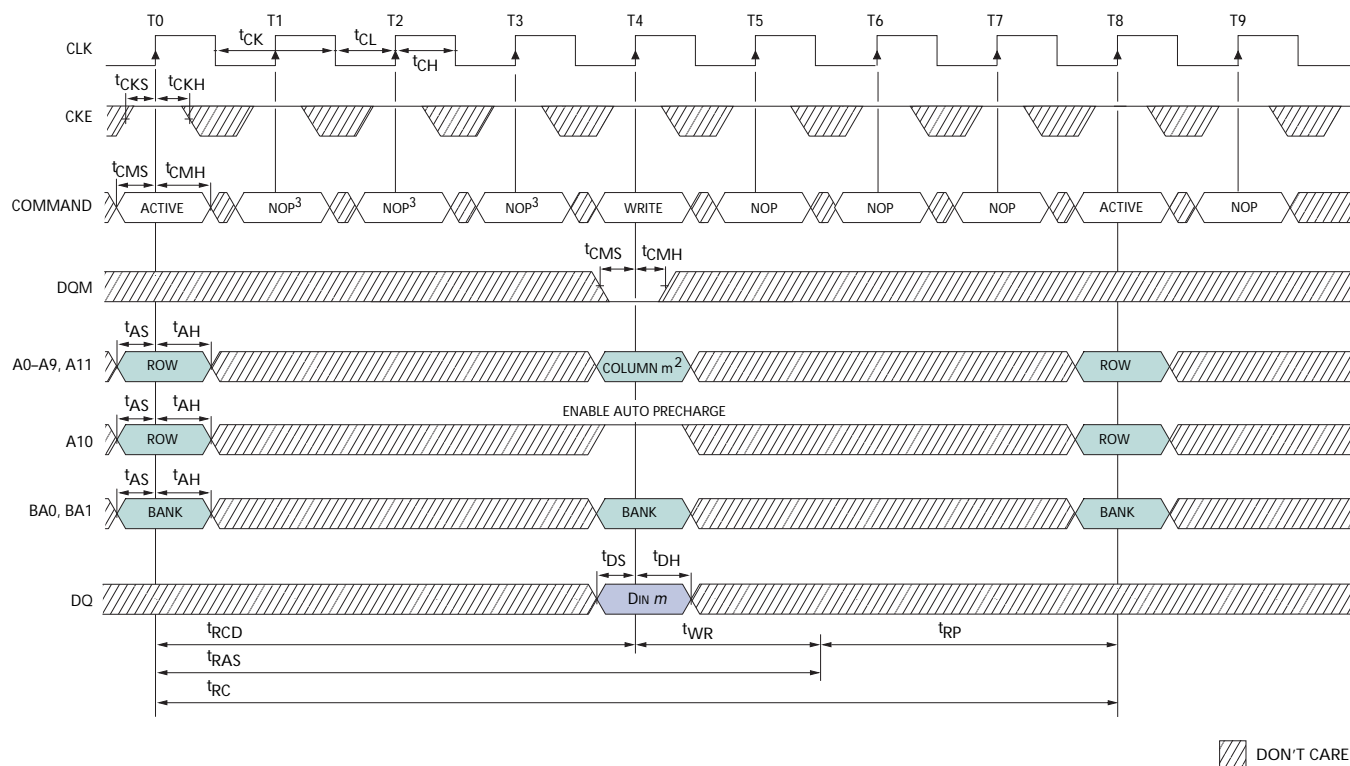 T0 T1 T2 T3 T4 T5 T6 T7 T8 T9
CLK
tCK tCL
tCH
tCKS tCKH
CKE
tCMS tCMH
COMMAND ACTIVE NOP3 NOP3 NOP3 WRITE NOP NOP NOP ACTIVE NOP
tCMS tCMH
DQM
tAS tAH
A0–A9, A11 ROW COLUMN m2 ROW
tAS tAH ENABLE AUTO PRECHARGE
A10 ROW ROW
tAS tAH
BA0, BA1 BANK BANK BANK
tDS tDH
DQ DIN m
tRCD tWR tRP
tRAS
tRC
DON'T CARE